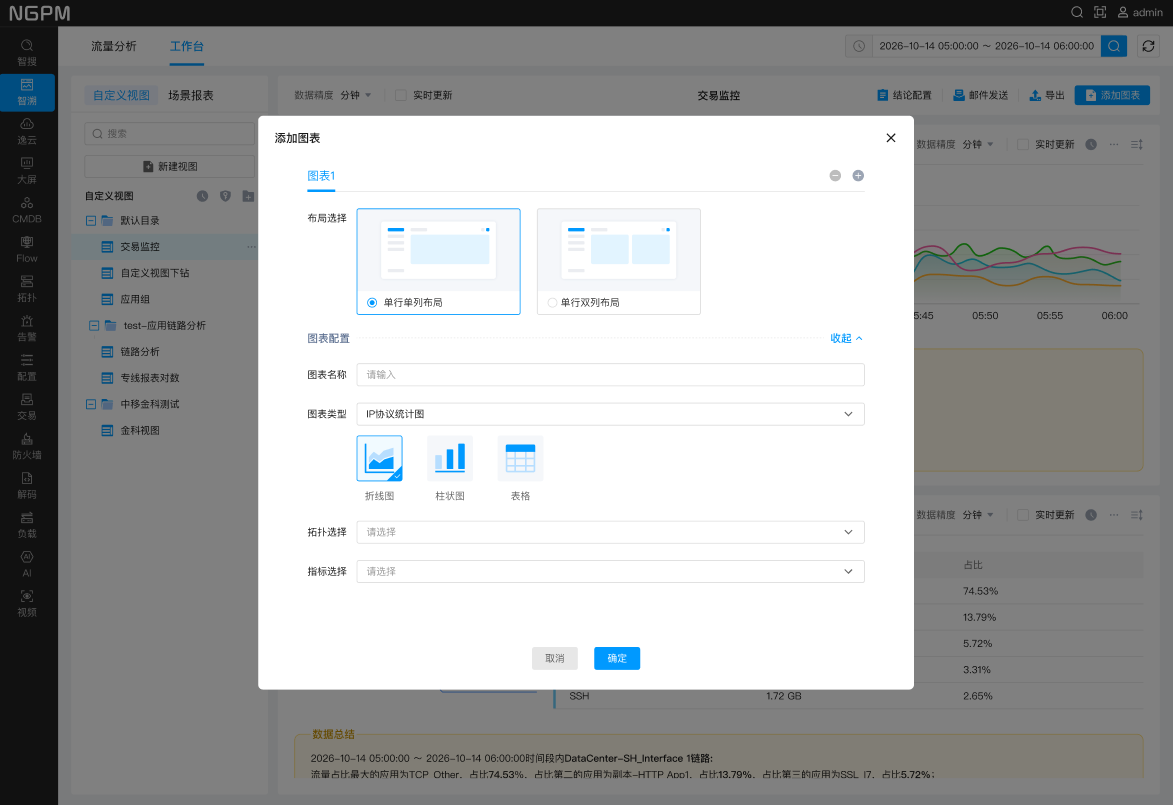 NGPM
admin
智搜
智溯
逸云
大屏
CMDB
Flow
拓扑
告警
配置
交易
防火墙
解码
负载
AI
视频
流量分析 工作台
2026-10-14 05:00:00 ~ 2026-10-14 06:00:00
自定义视图 场景报表
搜索
新建视图
自定义视图
默认目录
交易监控
自定义视图下钻
应用组
test-应用链路分析
链路分析
专线报表对数
中移金科测试
金科视图
数据精度 分钟 实时更新 交易监控 结论配置 邮件发送 导出 添加图表
数据精度 分钟 实时更新
5:45 05:50 05:55 06:00
数据精度 分钟 实时更新
占比
74.53%
13.79%
5.72%
3.31%
SSH 1.72 GB 2.65%
数据总结
2026-10-14 05:00:00 ~ 2026-10-14 06:00:00时间段内DataCenter-SH_Interface 1链路:
流量占比最大的应用为TCP_Other，占比74.53%，占比第二的应用为副本-HTTP_App1，占比13.79%，占比第三的应用为SSL_l7，占比5.72%；
添加图表
图表1
布局选择
单行单列布局 单行双列布局
图表配置 收起
图表名称 请输入
图表类型 IP协议统计图
折线图 柱状图 表格
拓扑选择 请选择
指标选择 请选择
取消 确定